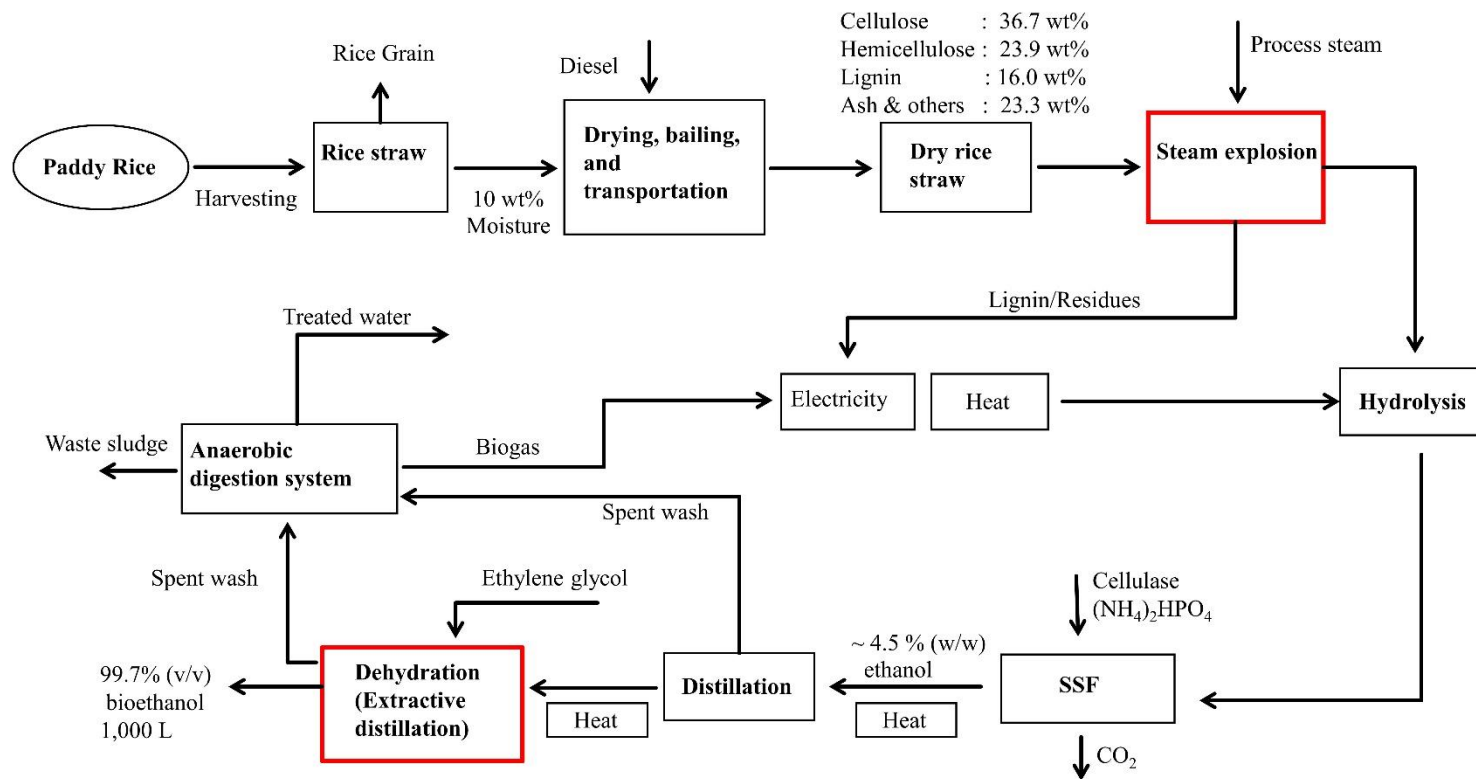 Cellulose : 36.7 wt%
Hemicellulose : 23.9 wt%
Lignin : 16.0 wt%
Ash & others : 23.3 wt%
Process steam
Rice Grain
Diesel
Paddy Rice
Harvesting
Rice straw
10 wt%
Moisture
Drying, bailing,
and
transportation
Dry rice
straw
Steam explosion
Lignin/Residues
Treated water
Electricity
Heat
Hydrolysis
Waste sludge
Anaerobic
digestion system
Biogas
Spent wash
Spent wash
Ethylene glycol
Cellulase
(NH₄)₂HPO₄
99.7% (v/v)
bioethanol
1,000 L
Dehydration
(Extractive
distillation)
Heat
Distillation
~ 4.5 % (w/w)
ethanol
Heat
SSF
CO₂